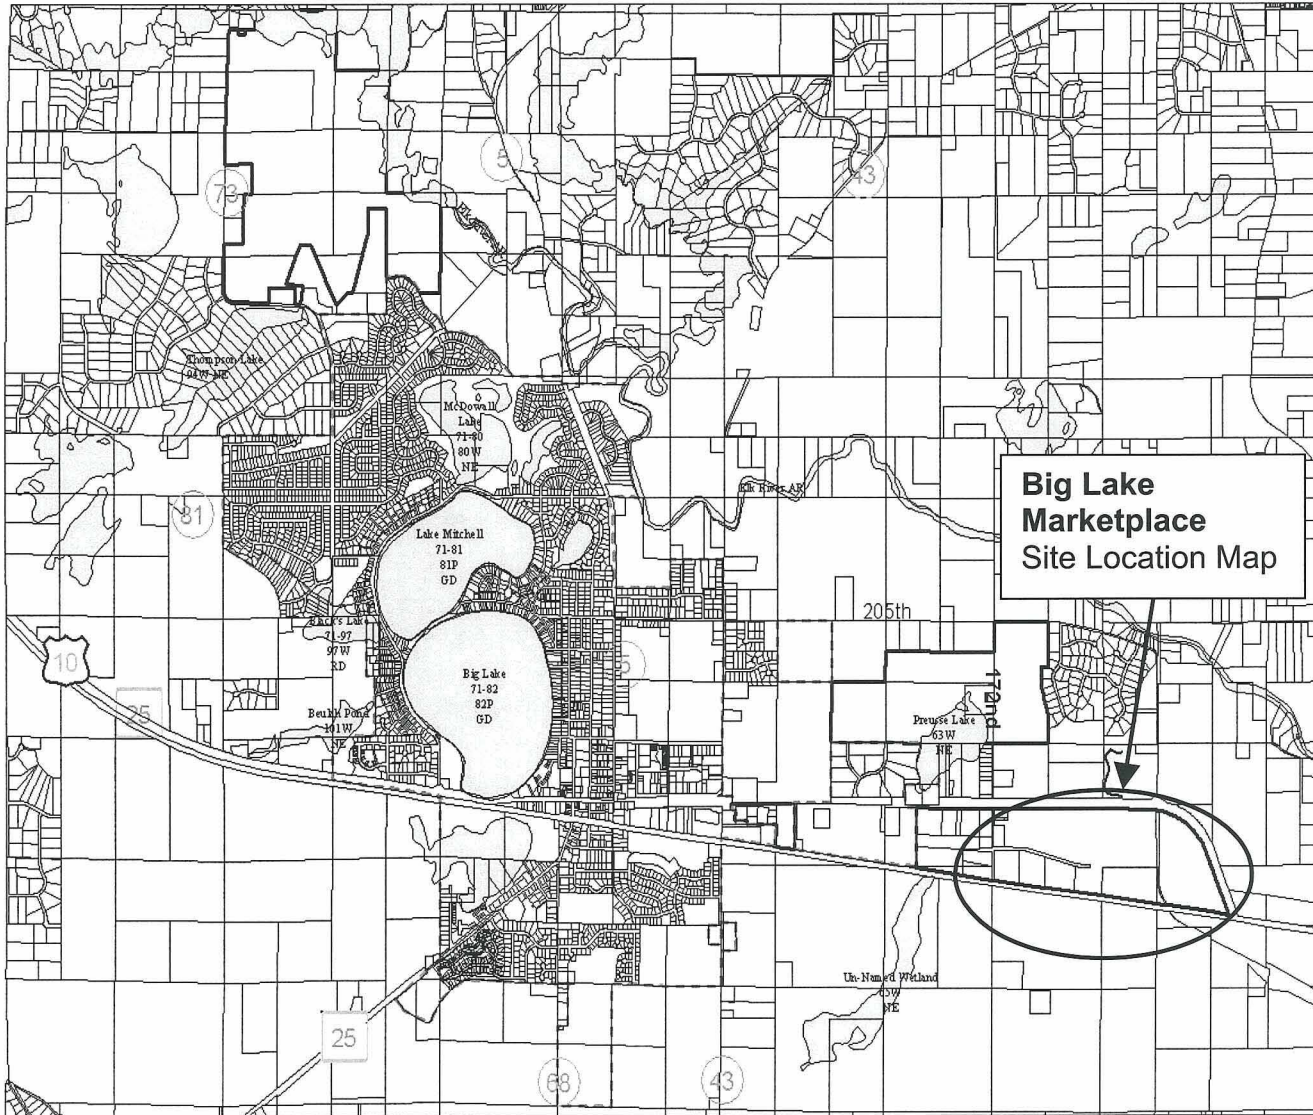 5
43
73
Thompson Lake
94W NE
McDowall
Lake
71-80
80W
NE
Elk River AR
81
Big Lake
Marketplace
Site Location Map
Lake Mitchell
71-81
81P
GD
205th
Black's Lake
71-97
97W
RD
5
10
25
Big Lake
71-82
82P
GD
172nd
Beulah Pond
101W
NE
Preusse Lake
63W
NE
Un-Named Wetland
65W
NE
25
68
43